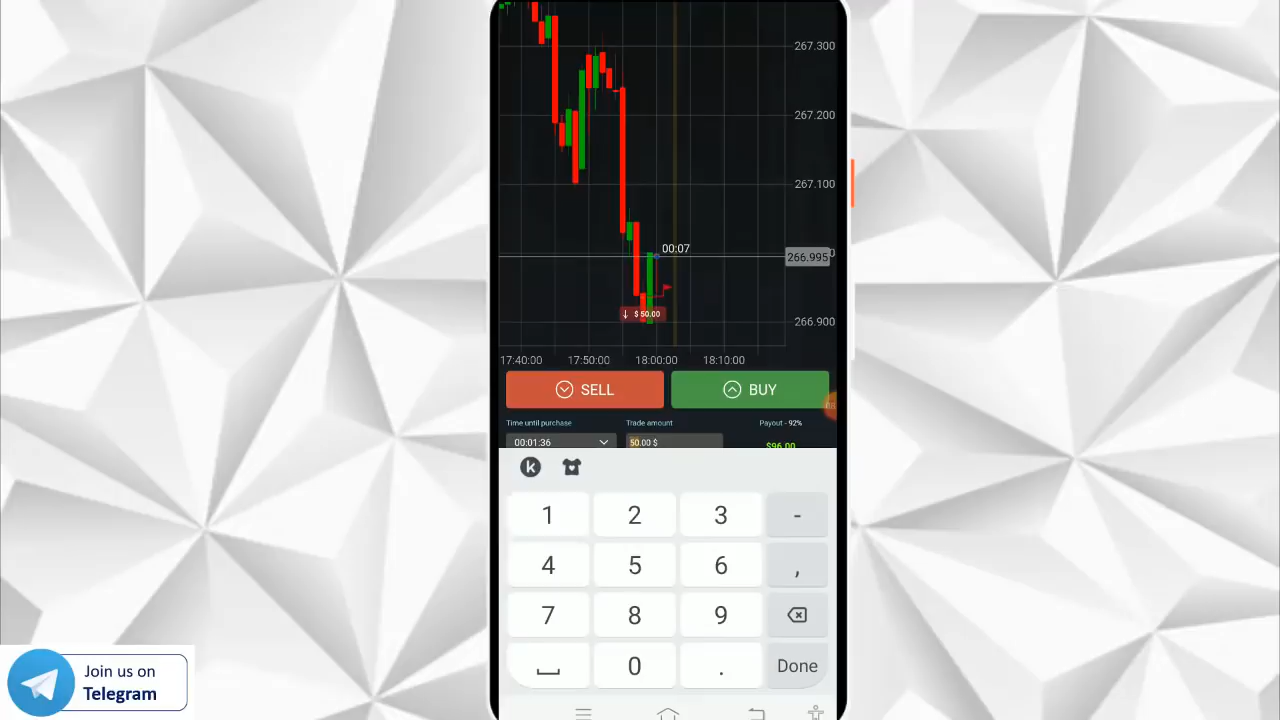 267.300
267.200
267.100
00:07
266.995
↓ $ 50.00
266.900
17:40:00 17:50:00 18:00:00 18:10:00
SELL BUY
Time until purchase Trade amount Payout - 92%
00:01:36 50.00 $ $96.00
k
1 2 3 -
4 5 6 ,
7 8 9
0 . Done
Join us on
Telegram